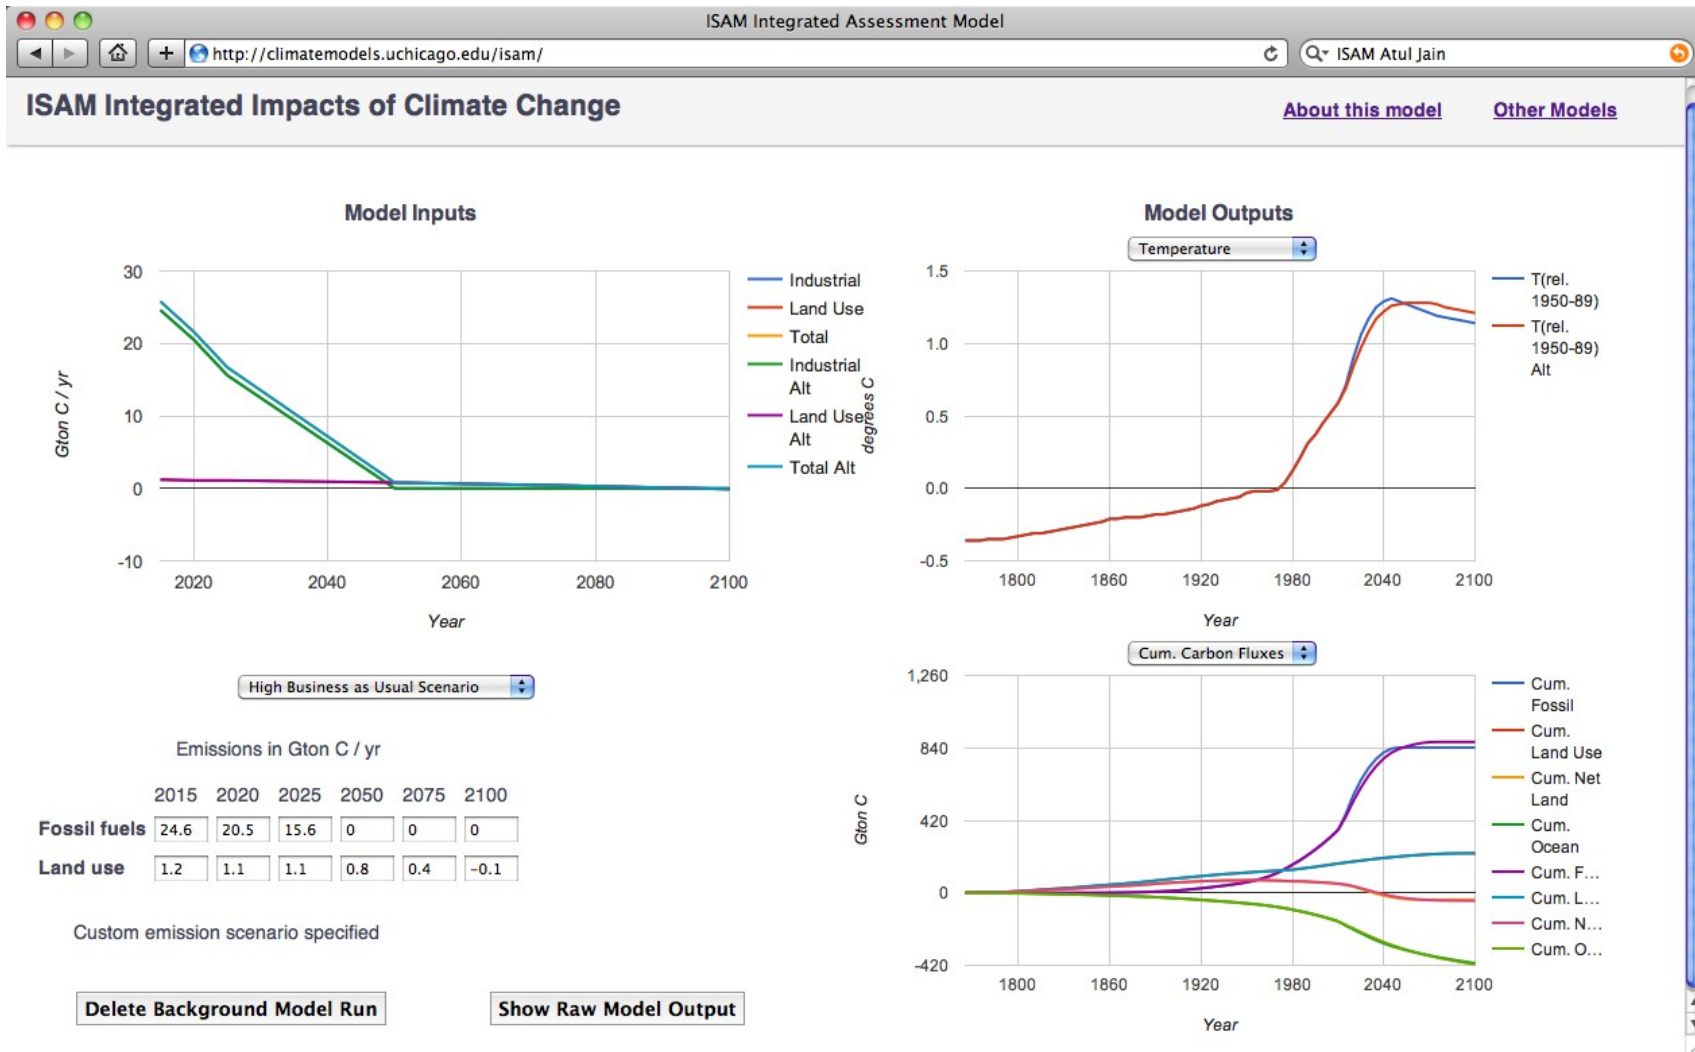 ISAM Integrated Assessment Model
http://climatemodels.uchicago.edu/isam/
ISAM Atul Jain
ISAM Integrated Impacts of Climate Change
About this model
Other Models
Model Inputs
30
20
10
0
-10
Gton C / yr
2020 2040 2060 2080 2100
Year
Industrial
Land Use
Total
Industrial
Alt
Land Use
Alt
Total Alt
High Business as Usual Scenario
Emissions in Gton C / yr
2015 2020 2025 2050 2075 2100
Fossil fuels 24.6 20.5 15.6 0 0 0
Land use 1.2 1.1 1.1 0.8 0.4 -0.1
Custom emission scenario specified
Delete Background Model Run
Show Raw Model Output
Model Outputs
Temperature
1.5
1.0
0.5
0.0
-0.5
degrees C
1800 1860 1920 1980 2040 2100
Year
T(rel.
1950-89)
T(rel.
1950-89)
Alt
Cum. Carbon Fluxes
1,260
840
420
0
-420
Gton C
1800 1860 1920 1980 2040 2100
Year
Cum.
Fossil
Cum.
Land Use
Cum. Net
Land
Cum.
Ocean
Cum. F...
Cum. L...
Cum. N...
Cum. O...